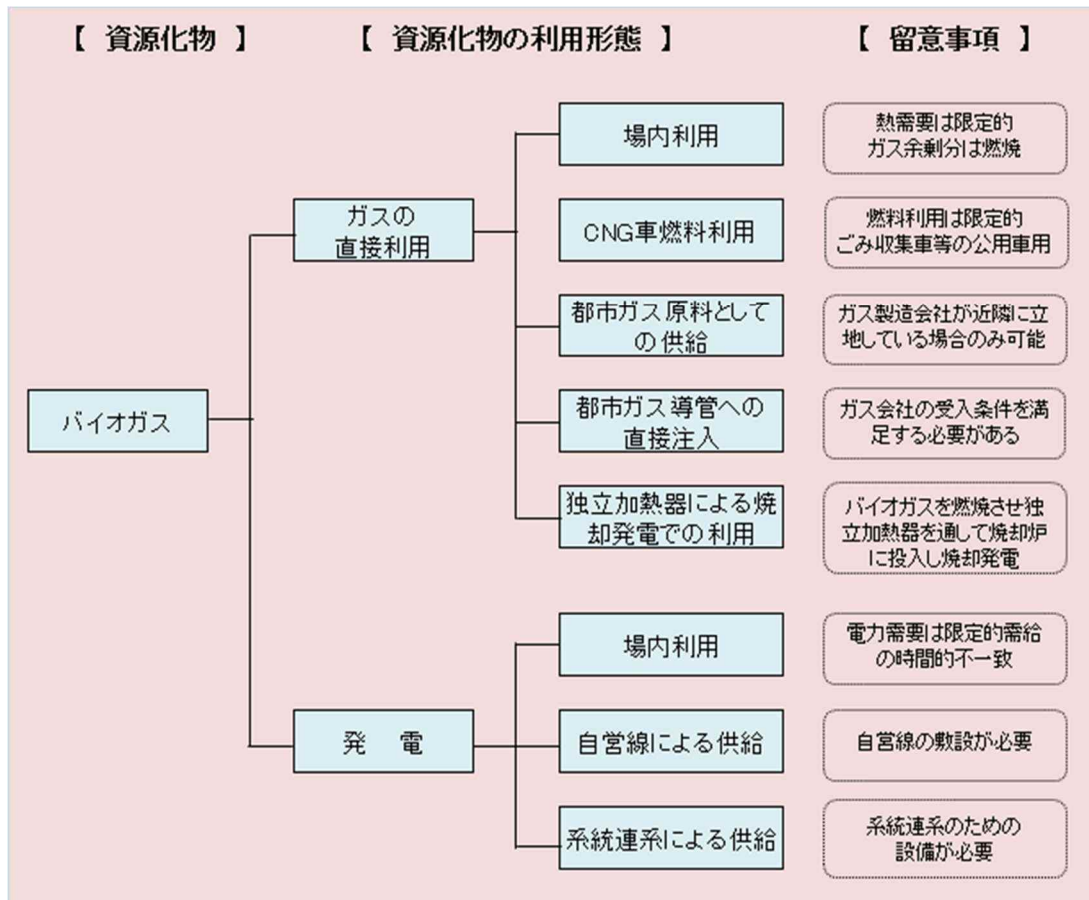 【 資源化物 】
【 資源化物の利用形態 】
【 留意事項 】
場内利用
熱需要は限定的
ガス余剰分は燃焼
ガスの
直接利用
CNG車燃料利用
燃料利用は限定的
ごみ収集車等の公用車用
都市ガス原料として
の供給
ガス製造会社が近隣に立
地している場合のみ可能
バイオガス
都市ガス導管への
直接注入
ガス会社の受入条件を満
足する必要がある
独立加熱器による焼
却発電での利用
バイオガスを燃焼させ独
立加熱器を通して焼却炉
に投入し焼却発電
場内利用
電力需要は限定的需給
の時間的不一致
発 電
自営線による供給
自営線の敷設が必要
系統連系による供給
系統連系のための
設備が必要